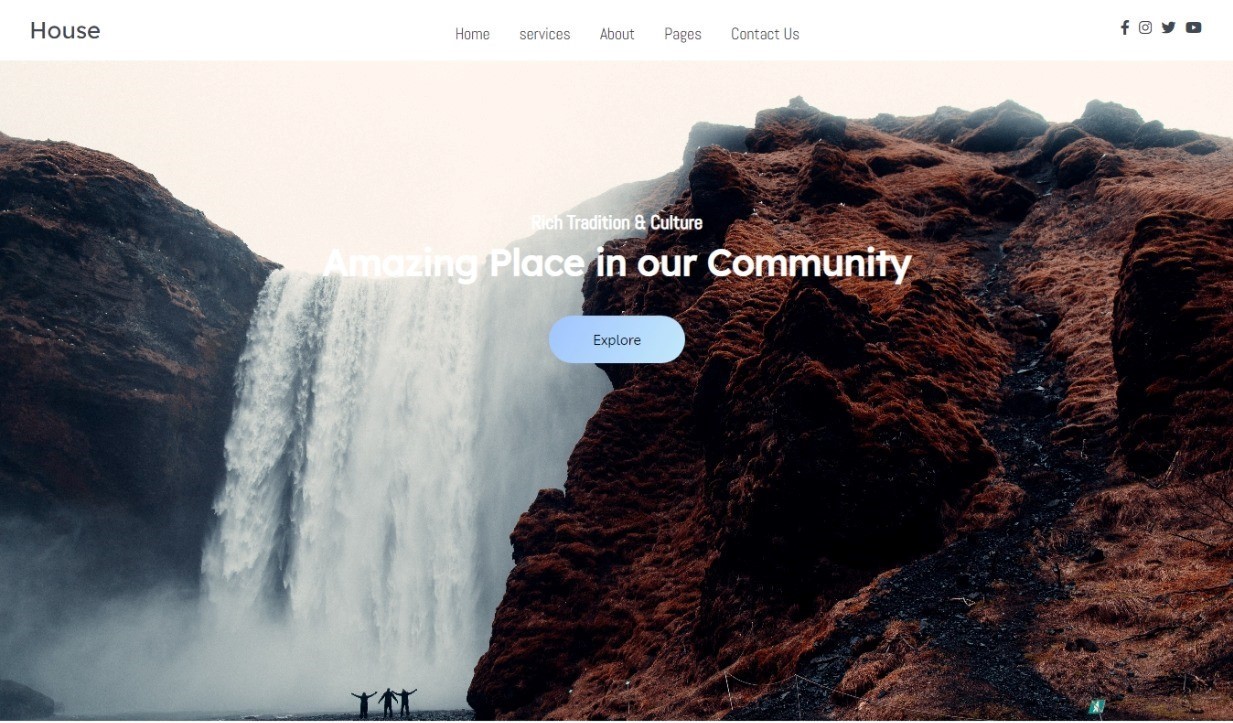 House
Home services About Pages Contact Us
Rich Tradition & Culture
Amazing Place in our Community
Explore